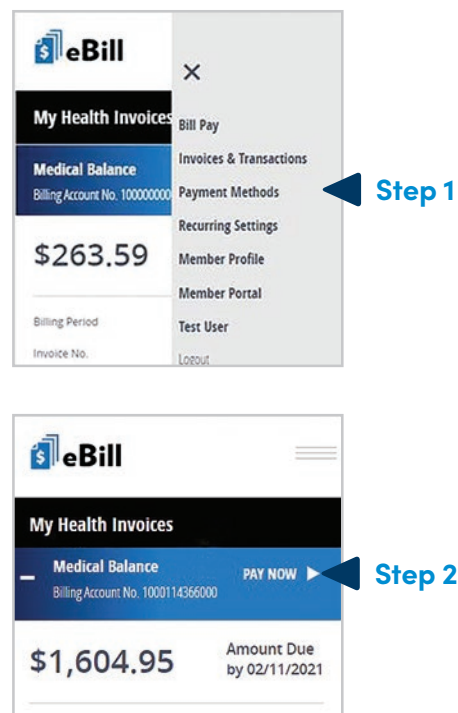 eBill
My Health Invoices
Medical Balance
Billing Account No. 100000000
$263.59
Billing Period
Invoice No.
Bill Pay
Invoices & Transactions
Payment Methods
Recurring Settings
Member Profile
Member Portal
Test User
Logout
Step 1
eBill
My Health Invoices
Medical Balance
Billing Account No. 1000114366000
PAY NOW
$1,604.95
Amount Due
by 02/11/2021
Step 2